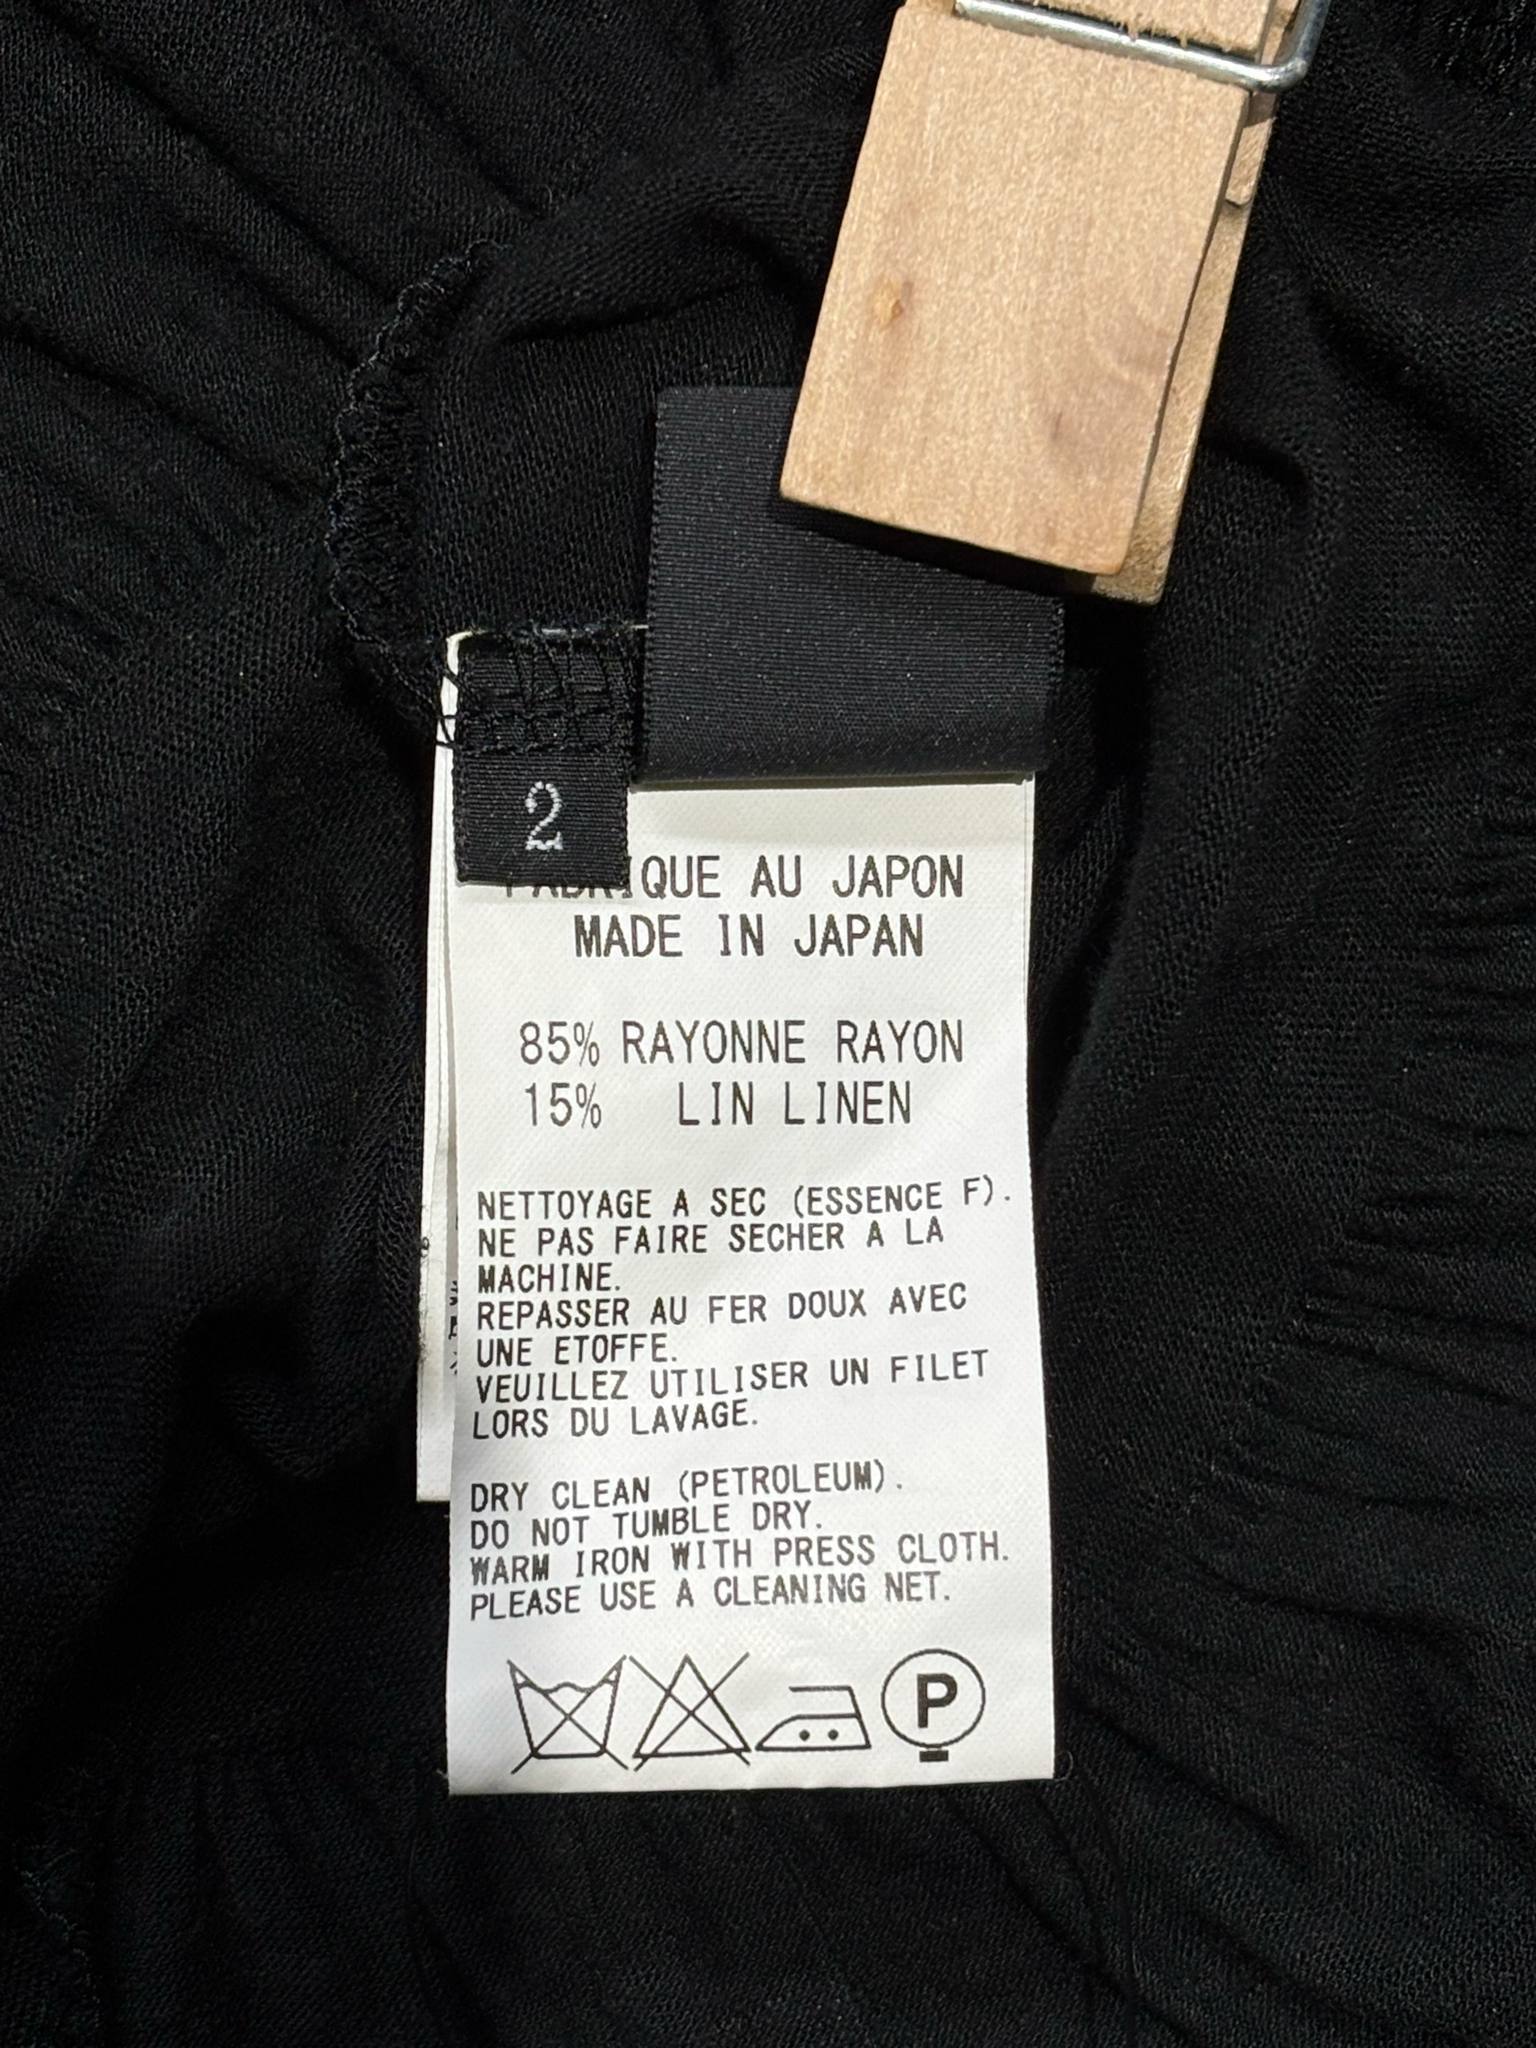 2
FABRIQUE AU JAPON
MADE IN JAPAN
85% RAYONNE RAYON
15% LIN LINEN
NETTOYAGE A SEC (ESSENCE F).
NE PAS FAIRE SECHER A LA
MACHINE.
REPASSER AU FER DOUX AVEC
UNE ETOFFE.
VEUILLEZ UTILISER UN FILET
LORS DU LAVAGE.
DRY CLEAN (PETROLEUM).
DO NOT TUMBLE DRY.
WARM IRON WITH PRESS CLOTH.
PLEASE USE A CLEANING NET.
P